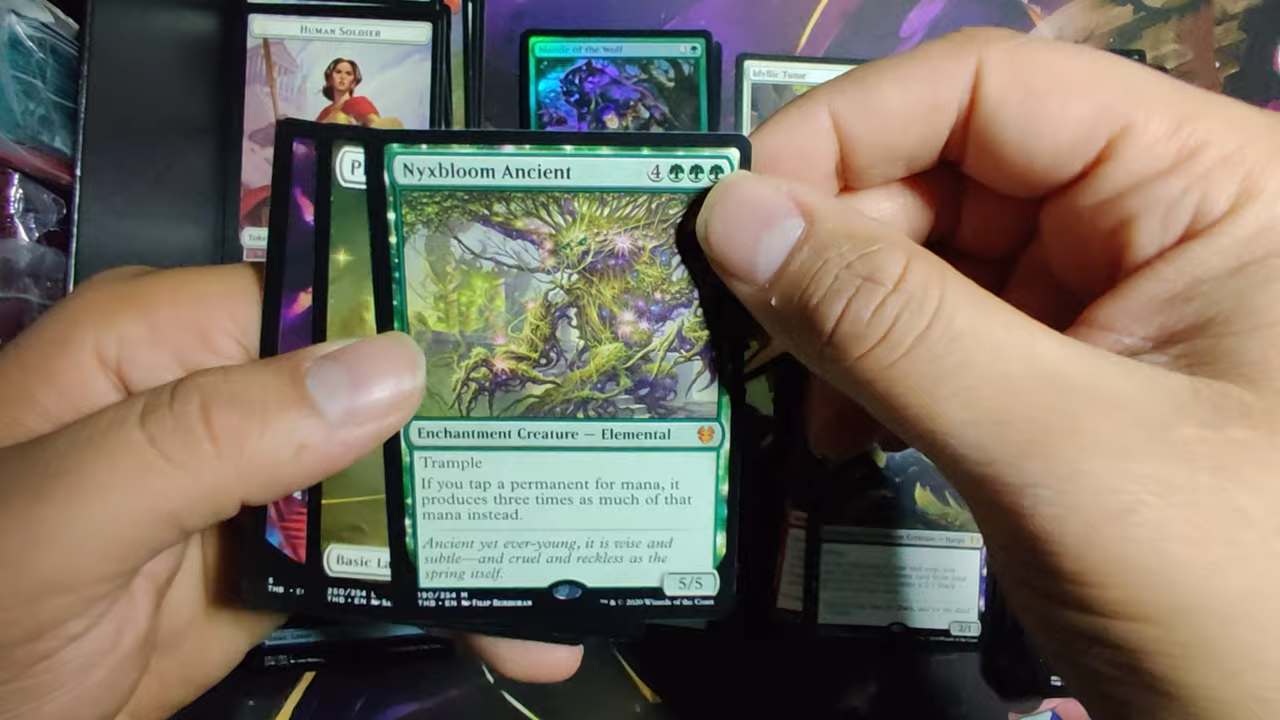 Human Soldier
Mantle of the Wolf
Idyllic Tutor
Nyxbloom Ancient
4
Enchantment Creature — Elemental
Trample
If you tap a permanent for mana, it
produces three times as much of that
mana instead.
Ancient yet ever-young, it is wise and
subtle—and cruel and reckless as the
spring itself.
5/5
190/254 M
THB • EN Filip Burburan
™ & © 2020 Wizards of the Coast
P
Basic La
250/254 L
THB • EN
THB
2/1